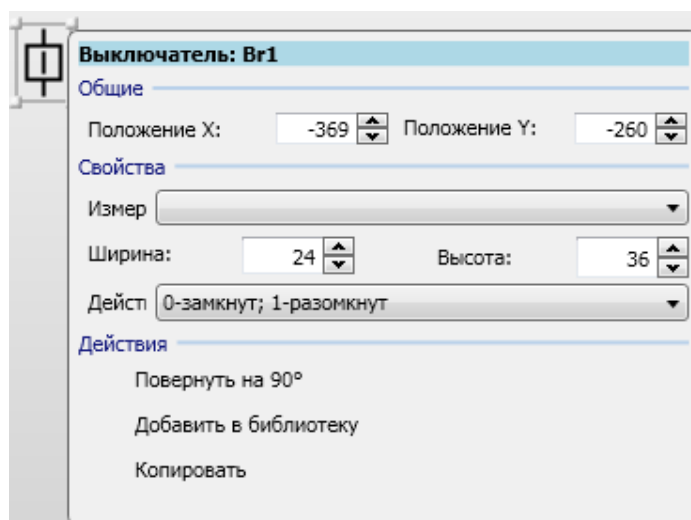 Выключатель: Br1
Общие
Положение X: -369 Положение Y: -260
Свойства
Измер
Ширина: 24 Высота: 36
Дейст 0-замкнут; 1-разомкнут
Действия
Повернуть на 90°
Добавить в библиотеку
Копировать